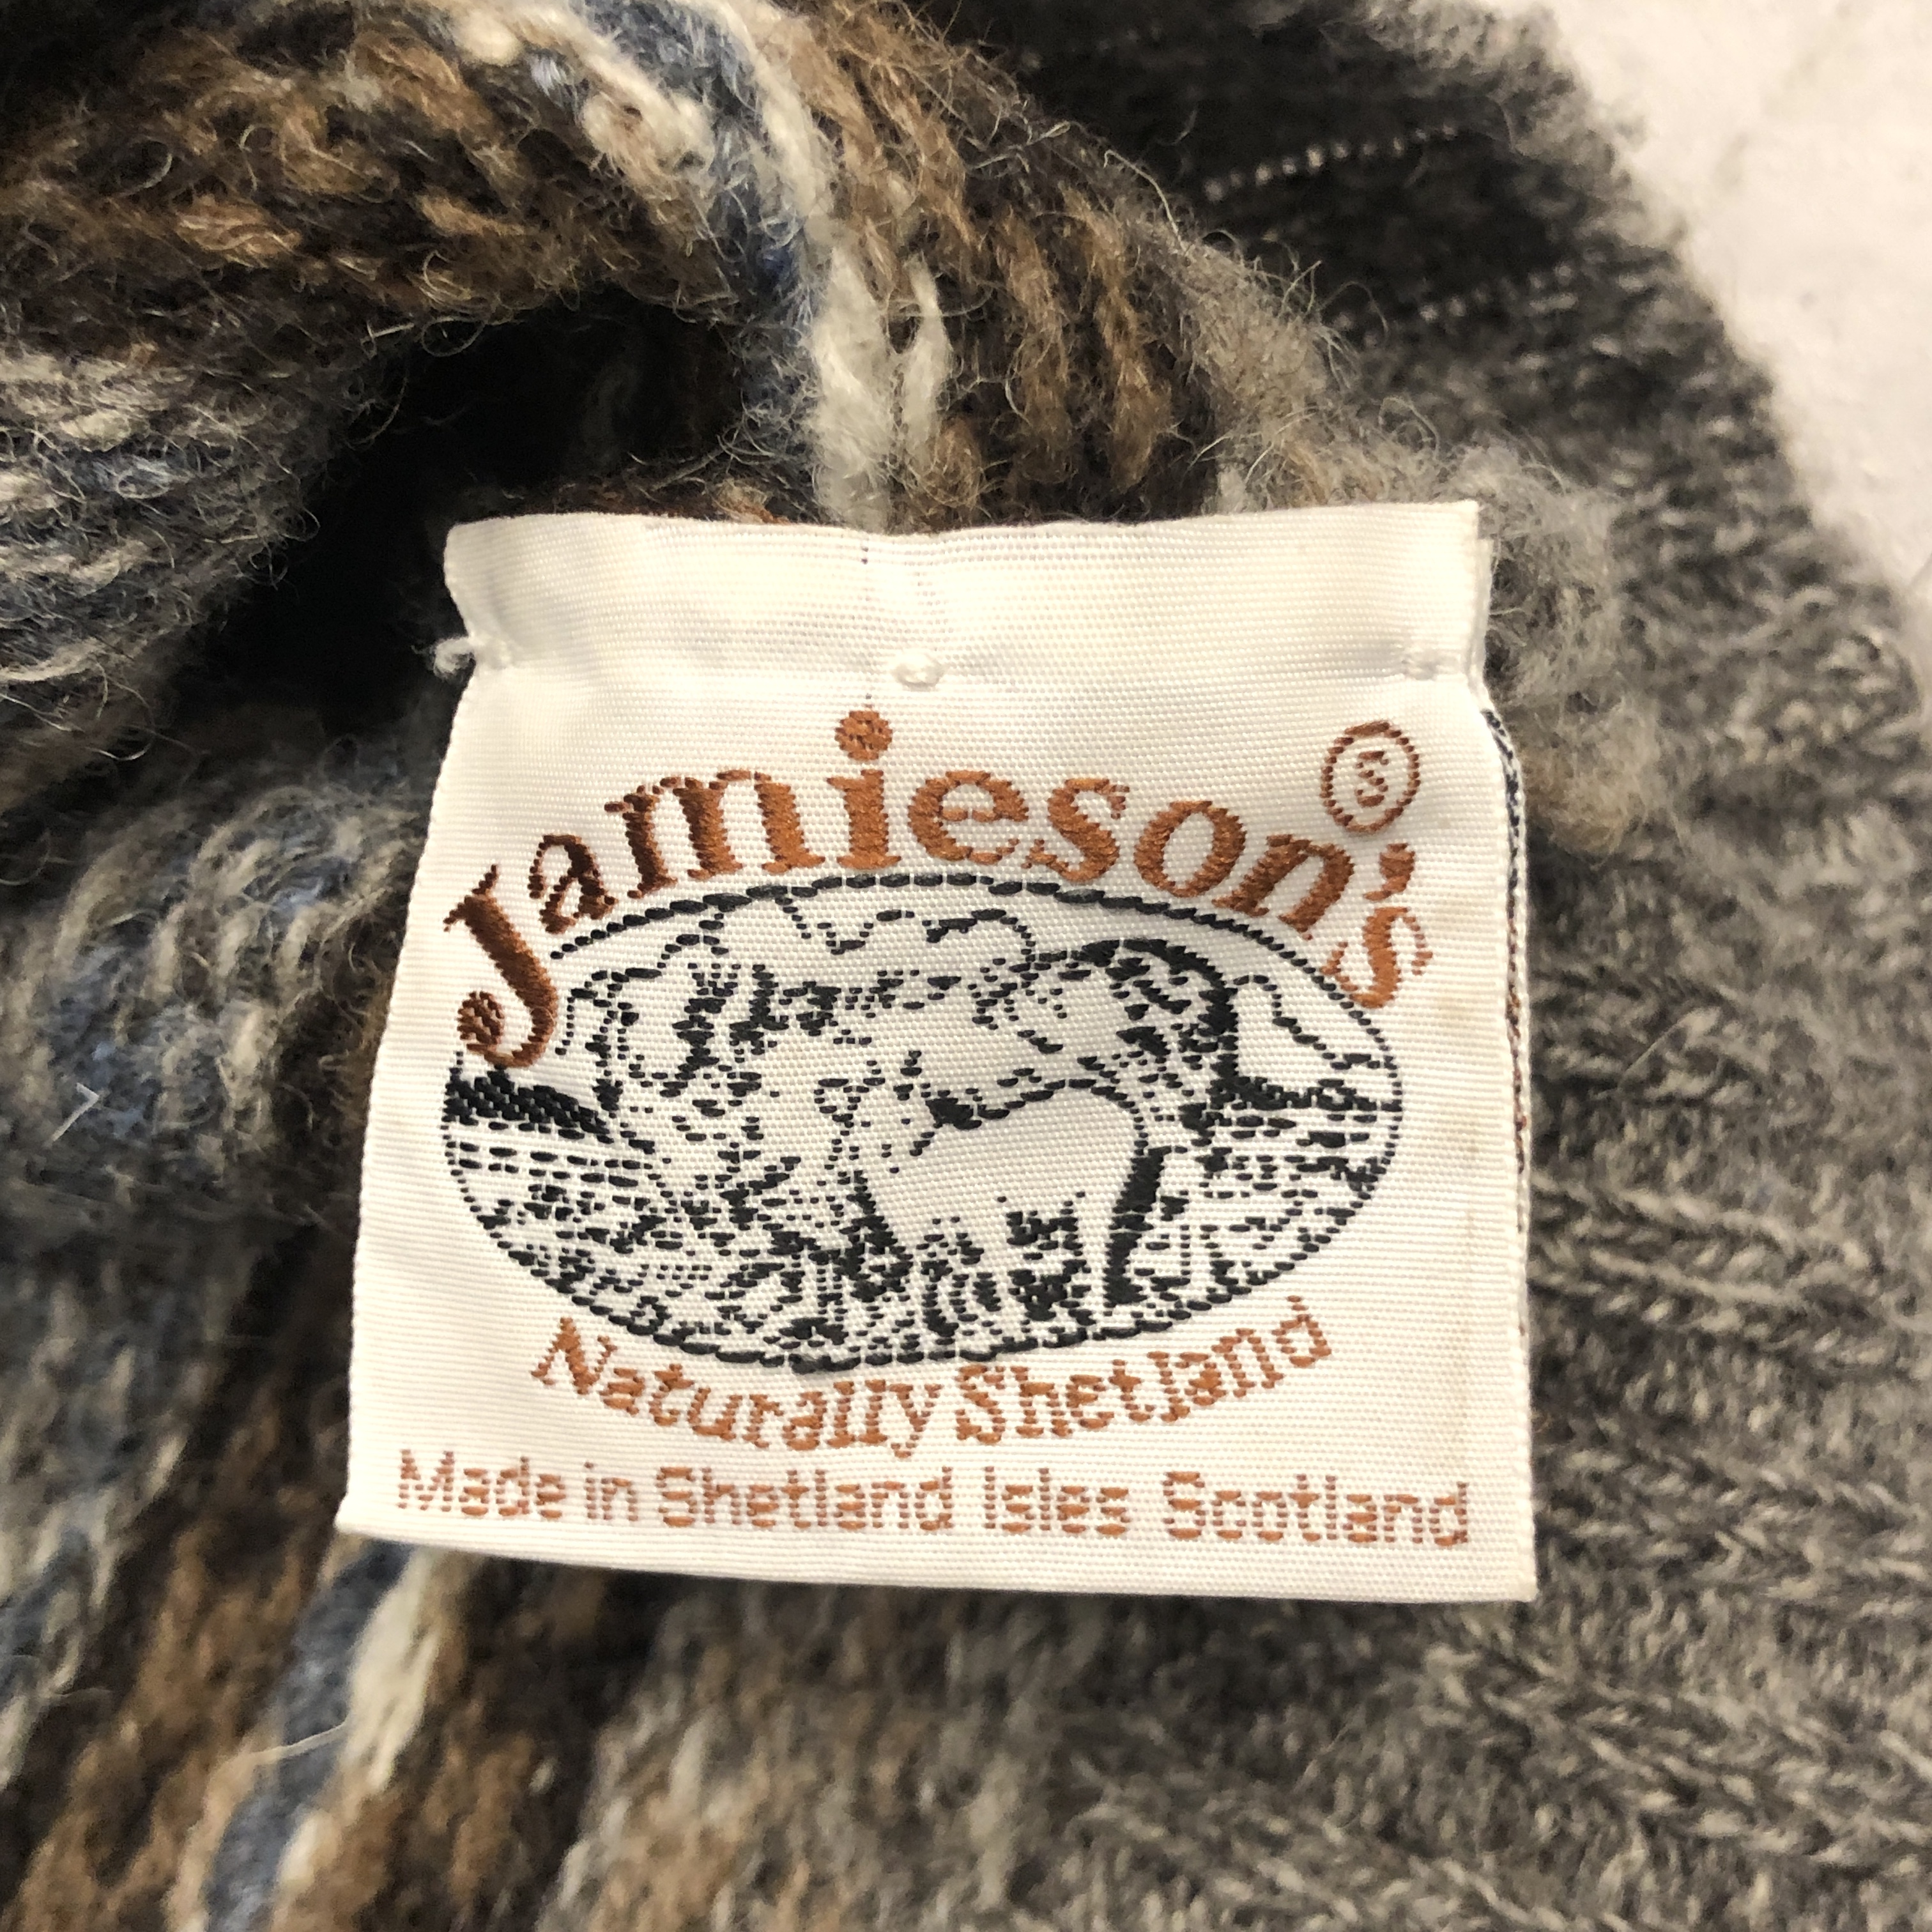 Jamieson's Ⓢ
Naturally Shetland
Made in Shetland Isles Scotland